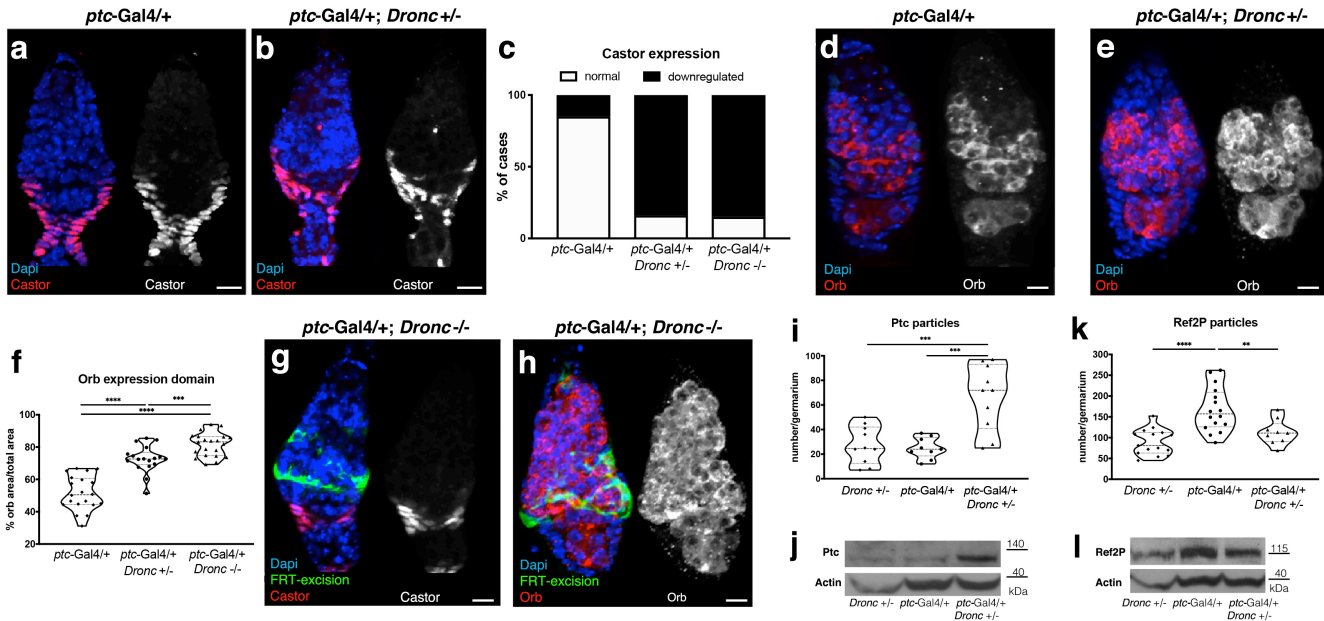 ptc-Gal4/+
a
Dapi
Castor
Castor
ptc-Gal4/+; Dronc +/-
b
Dapi
Castor
Castor
c
Castor expression
normal
downregulated
% of cases
100
50
0
ptc-Gal4/+
ptc-Gal4/+
Dronc +/-
ptc-Gal4/+
Dronc -/-
ptc-Gal4/+
d
Dapi
Orb
Orb
ptc-Gal4/+; Dronc +/-
e
Dapi
Orb
Orb
f
Orb expression domain
****
***
****
% orb area/total area
100
80
60
40
20
ptc-Gal4/+
ptc-Gal4/+
Dronc +/-
ptc-Gal4/+
Dronc -/-
ptc-Gal4/+; Dronc -/-
g
Dapi
FRT-excision
Castor
Castor
ptc-Gal4/+; Dronc -/-
h
Dapi
FRT-excision
Orb
Orb
i
Ptc particles
***
***
number/germarium
100
80
60
40
20
0
Dronc +/-
ptc-Gal4/+
ptc-Gal4/+
Dronc +/-
j
Ptc
140
Actin
40
kDa
Dronc +/-
ptc-Gal4/+
ptc-Gal4/+
Dronc +/-
k
Ref2P particles
****
**
number/germarium
300
250
200
150
100
50
0
Dronc +/-
ptc-Gal4/+
ptc-Gal4/+
Dronc +/-
l
Ref2P
115
Actin
40
kDa
Dronc +/-
ptc-Gal4/+
ptc-Gal4/+
Dronc +/-